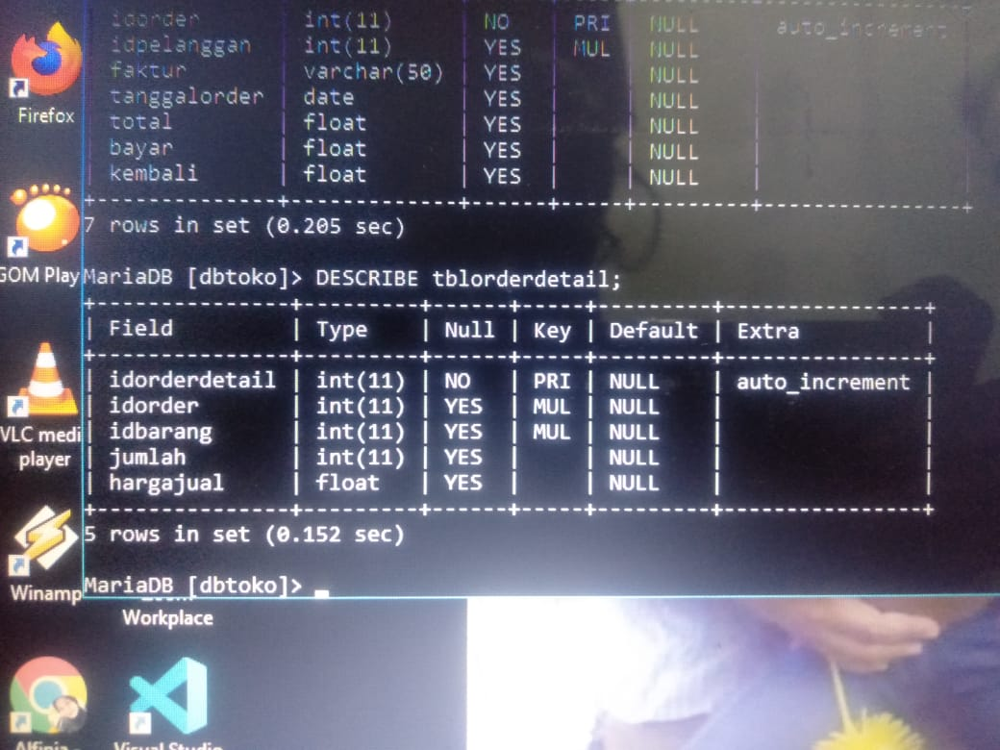 | idorder | int(11) | NO | PRI | NULL | auto_increment
| idpelanggan | int(11) | YES | MUL | NULL |
| faktur | varchar(50) | YES | | NULL |
| tanggalorder | date | YES | | NULL |
| total | float | YES | | NULL |
| bayar | float | YES | | NULL |
| kembali | float | YES | | NULL |
+---------------+-------------+------+-----+---------+----------------+
7 rows in set (0.205 sec)
MariaDB [dbtoko]> DESCRIBE tblorderdetail;
+---------------+---------+------+-----+---------+----------------+
| Field | Type | Null | Key | Default | Extra |
+---------------+---------+------+-----+---------+----------------+
| idorderdetail | int(11) | NO | PRI | NULL | auto_increment |
| idorder | int(11) | YES | MUL | NULL | |
| idbarang | int(11) | YES | MUL | NULL | |
| jumlah | int(11) | YES | | NULL | |
| hargajual | float | YES | | NULL | |
+---------------+---------+------+-----+---------+----------------+
5 rows in set (0.152 sec)
MariaDB [dbtoko]>
Firefox
GOM Play
VLC medi
player
Winamp
Workplace
Visual Studio